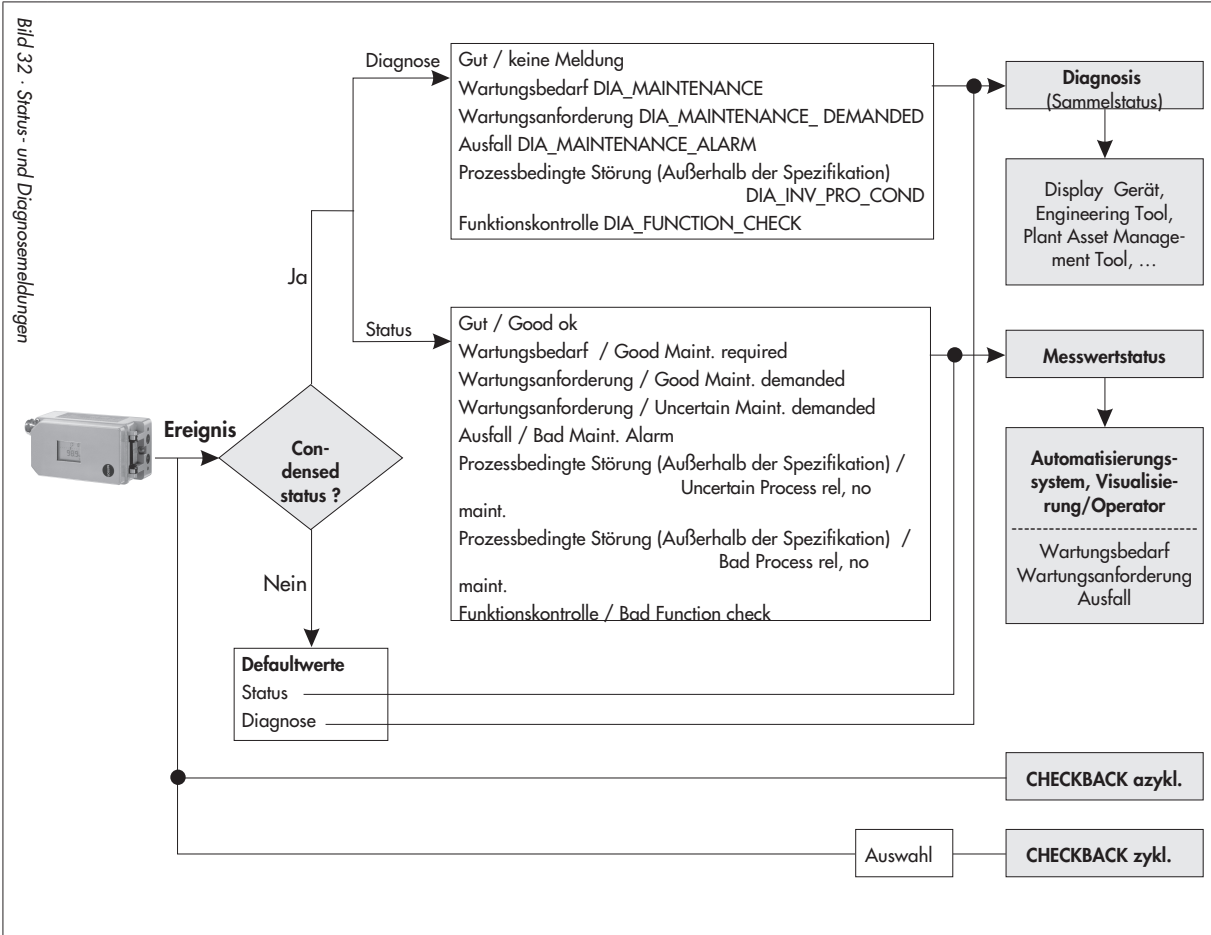 Bild 32 · Status- und Diagnosemeldungen
Diagnose
Gut / keine Meldung
Wartungsbedarf DIA_MAINTENANCE
Wartungsanforderung DIA_MAINTENANCE_ DEMANDED
Ausfall DIA_MAINTENANCE_ALARM
Prozessbedingte Störung (Außerhalb der Spezifikation)
DIA_INV_PRO_COND
Funktionskontrolle DIA_FUNCTION_CHECK
Diagnosis
(Sammelstatus)
Display Gerät,
Engineering Tool,
Plant Asset Manage-
ment Tool, ...
Ja
Status
Gut / Good ok
Wartungsbedarf / Good Maint. required
Wartungsanforderung / Good Maint. demanded
Wartungsanforderung / Uncertain Maint. demanded
Ausfall / Bad Maint. Alarm
Prozessbedingte Störung (Außerhalb der Spezifikation) /
Uncertain Process rel, no
maint.
Prozessbedingte Störung (Außerhalb der Spezifikation) /
Bad Process rel, no
maint.
Funktionskontrolle / Bad Function check
Messwertstatus
Automatisierungs-
system, Visualisie-
rung/Operator
Wartungsbedarf
Wartungsanforderung
Ausfall
Ereignis
Con-
densed
status ?
Nein
Defaultwerte
Status
Diagnose
CHECKBACK azykl.
Auswahl
CHECKBACK zykl.